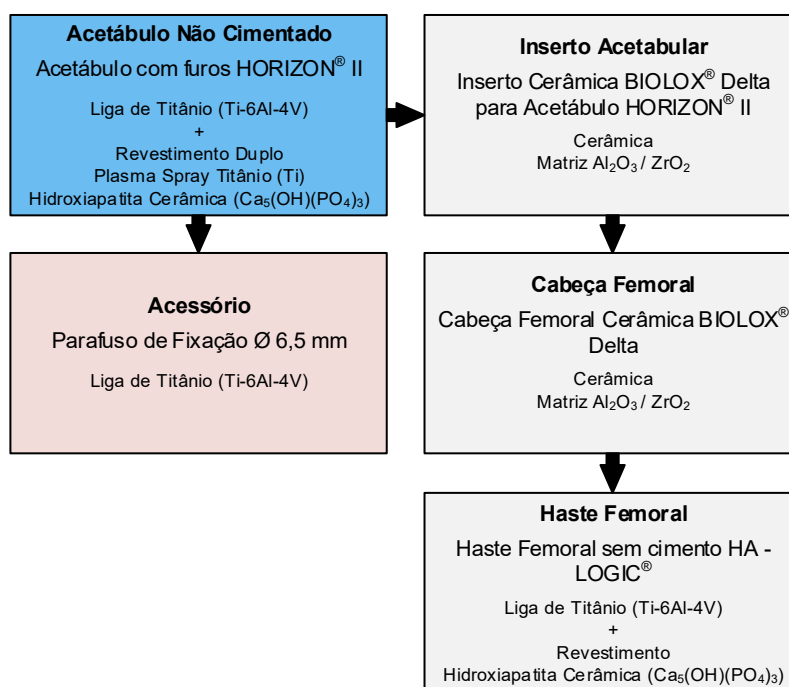 Acetábulo Não Cimentado
Acetábulo com furos HORIZON® II
Liga de Titânio (Ti-6Al-4V)
+
Revestimento Duplo
Plasma Spray Titânio (Ti)
Hidroxiapatita Cerâmica (Ca₅(OH)(PO₄)₃)
Inserto Acetabular
Inserto Cerâmica BIOLOX® Delta
para Acetábulo HORIZON® II
Cerâmica
Matriz Al₂O₃ / ZrO₂
Acessório
Parafuso de Fixação Ø 6,5 mm
Liga de Titânio (Ti-6Al-4V)
Cabeça Femoral
Cabeça Femoral Cerâmica BIOLOX®
Delta
Cerâmica
Matriz Al₂O₃ / ZrO₂
Haste Femoral
Haste Femoral sem cimento HA -
LOGIC®
Liga de Titânio (Ti-6Al-4V)
+
Revestimento
Hidroxiapatita Cerâmica (Ca₅(OH)(PO₄)₃)